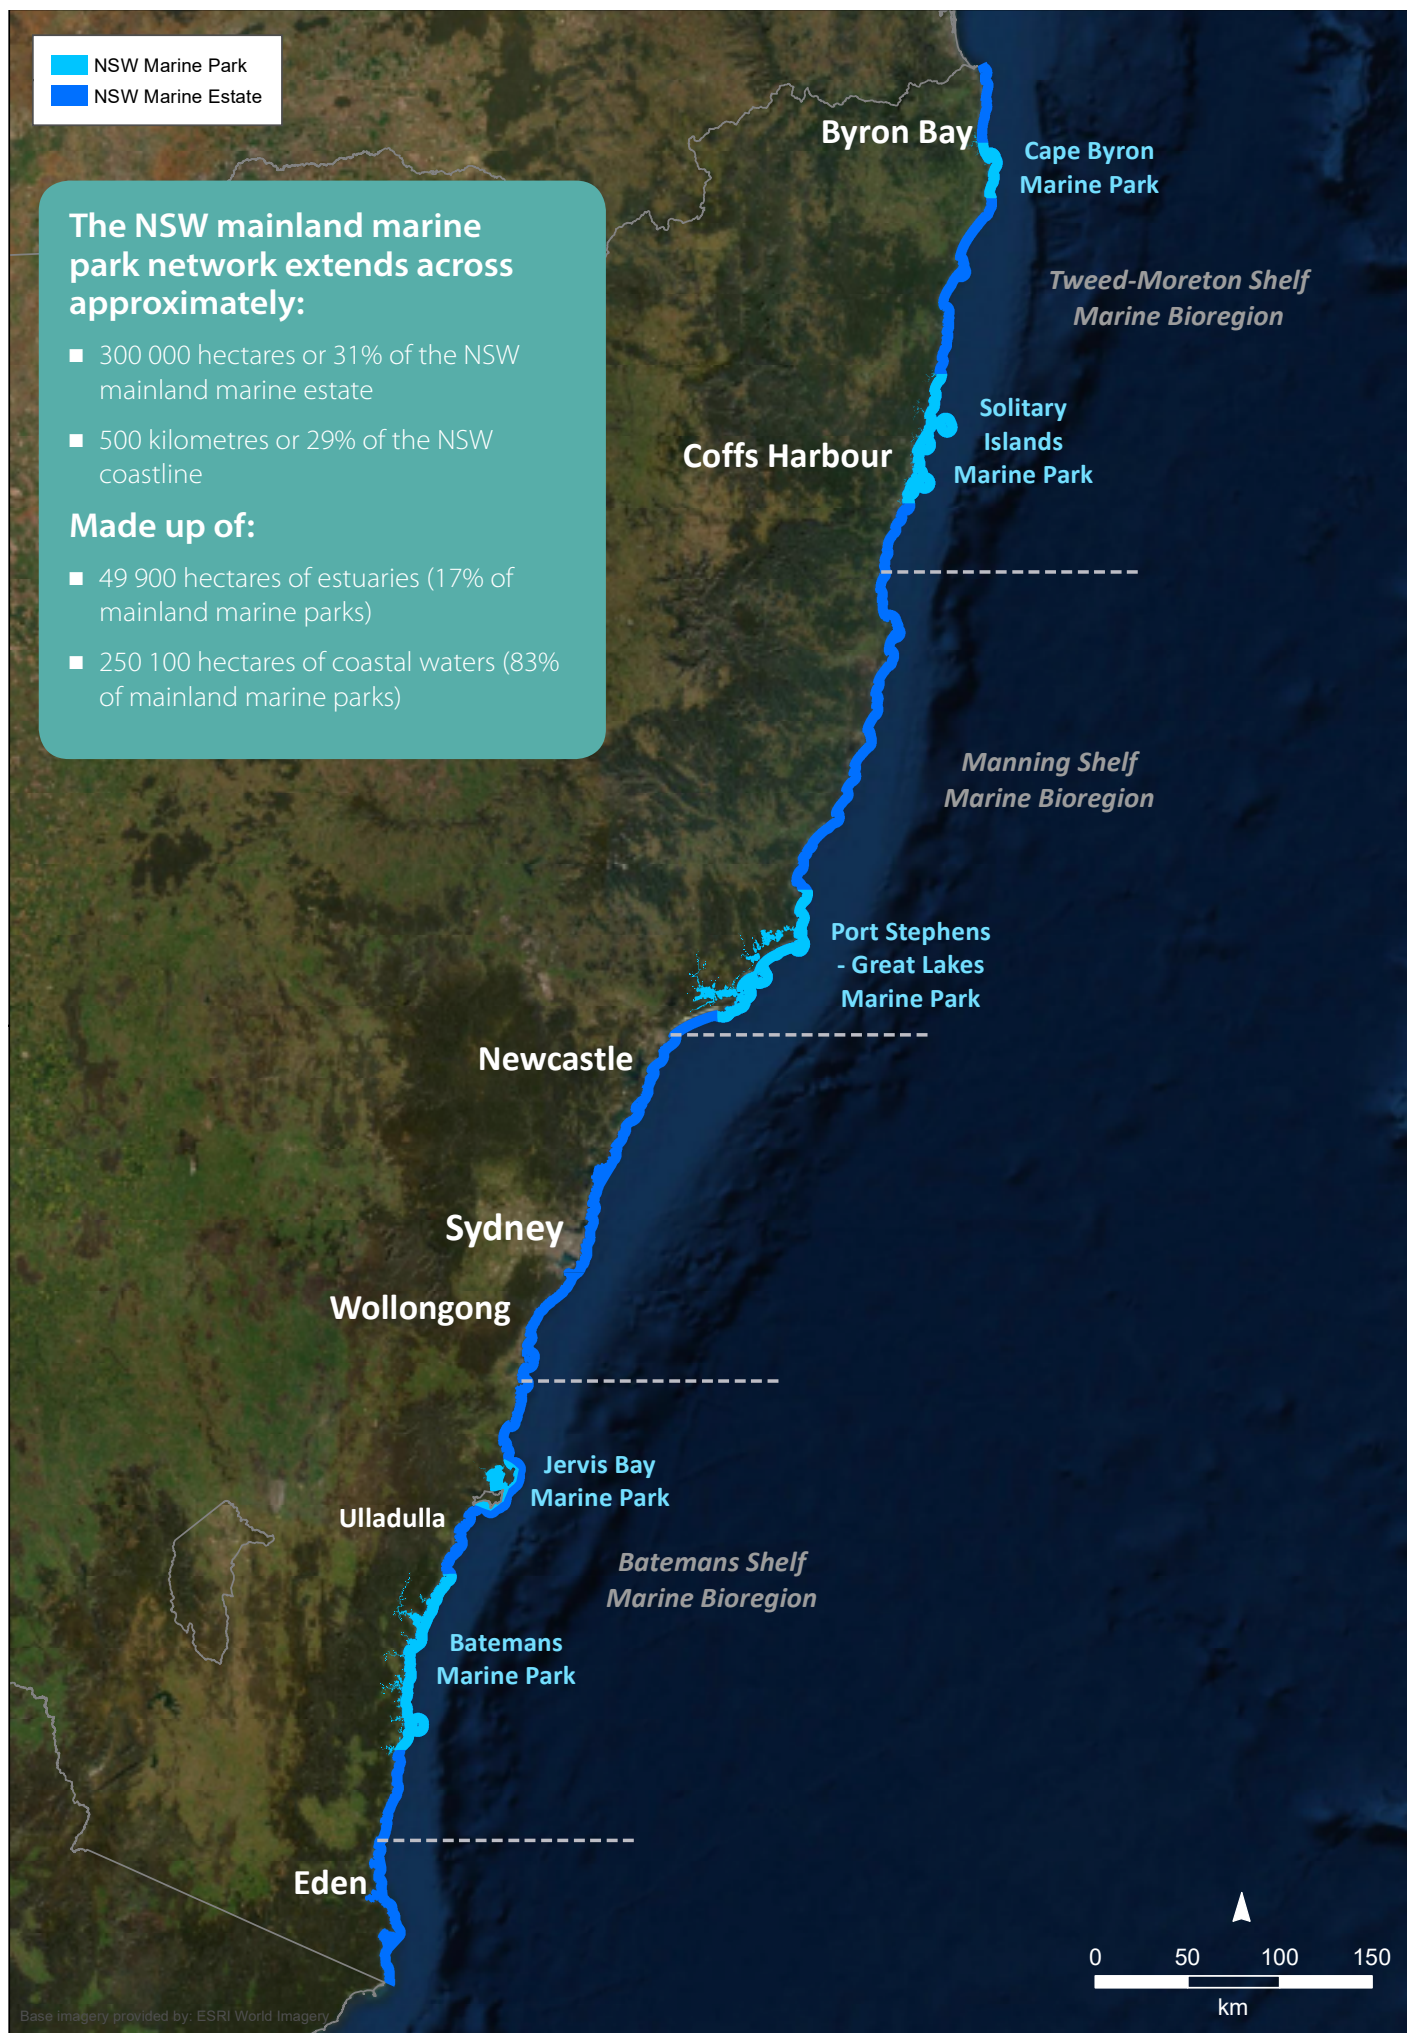 NSW Marine Park
NSW Marine Estate
The NSW mainland marine
park network extends across
approximately:
■ 300 000 hectares or 31% of the NSW
mainland marine estate
■ 500 kilometres or 29% of the NSW
coastline
Made up of:
■ 49 900 hectares of estuaries (17% of
mainland marine parks)
■ 250 100 hectares of coastal waters (83%
of mainland marine parks)
Byron Bay
Cape Byron
Marine Park
Tweed-Moreton Shelf
Marine Bioregion
Solitary
Islands
Marine Park
Coffs Harbour
Manning Shelf
Marine Bioregion
Port Stephens
- Great Lakes
Marine Park
Newcastle
Sydney
Wollongong
Jervis Bay
Marine Park
Ulladulla
Batemans Shelf
Marine Bioregion
Batemans
Marine Park
Eden
0 50 100 150
km
Base imagery provided by: ESRI World Imagery